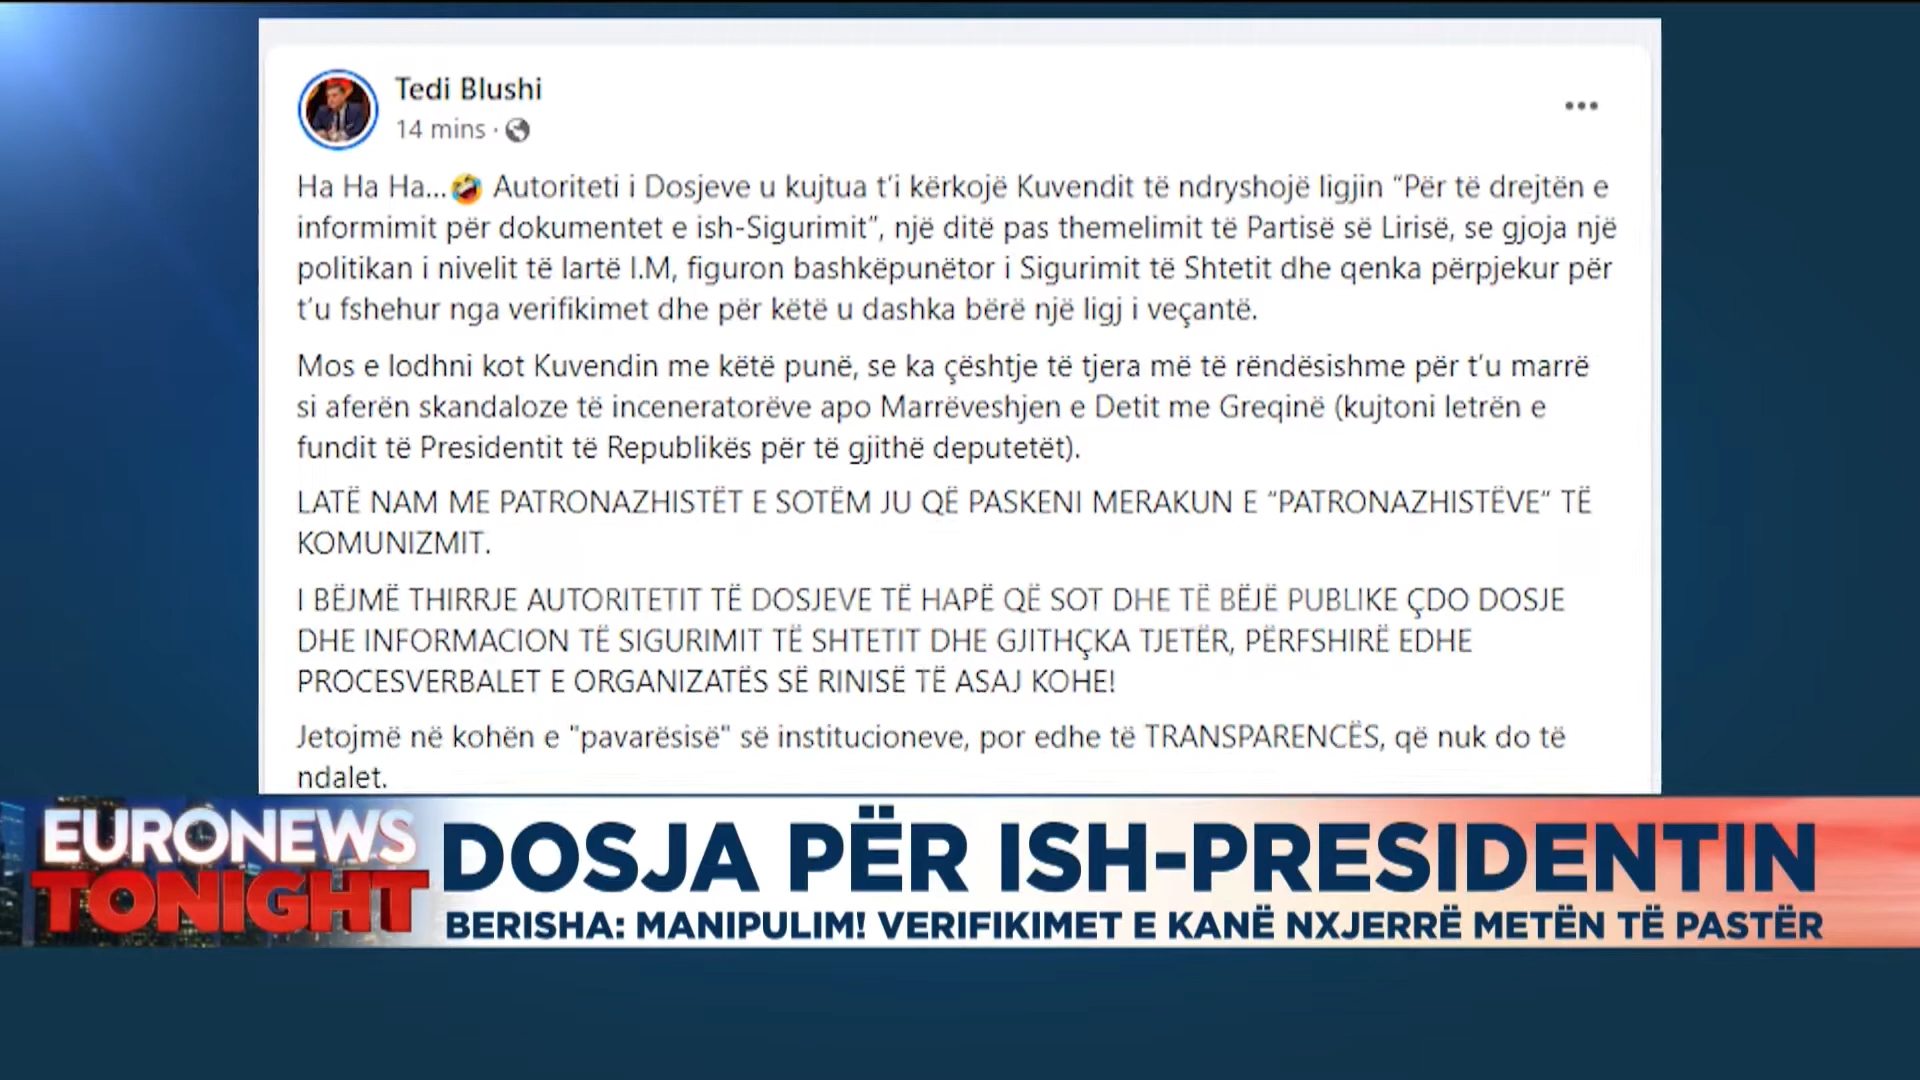 Tedi Blushi
14 mins ·
Ha Ha Ha...🤣 Autoriteti i Dosjeve u kujtua t'i kërkojë Kuvendit të ndryshojë ligjin “Për të drejtën e
informimit për dokumentet e ish-Sigurimit”, një ditë pas themelimit të Partisë së Lirisë, se gjoja një
politikan i nivelit të lartë I.M, figuron bashkëpunëtor i Sigurimit të Shtetit dhe qenka përpjekur për
t'u fshehur nga verifikimet dhe për këtë u dashka bërë një ligj i veçantë.
Mos e lodhni kot Kuvendin me këtë punë, se ka çështje të tjera më të rëndësishme për t'u marrë
si aferën skandaloze të inceneratorëve apo Marrëveshjen e Detit me Greqinë (kujtoni letrën e
fundit të Presidentit të Republikës për të gjithë deputetët).
LATË NAM ME PATRONAZHISTËT E SOTËM JU QË PASKENI MERAKUN E “PATRONAZHISTËVE” TË
KOMUNIZMIT.
I BËJMË THIRRJE AUTORITETIT TË DOSJEVE TË HAPË QË SOT DHE TË BËJË PUBLIKE ÇDO DOSJE
DHE INFORMACION TË SIGURIMIT TË SHTETIT DHE GJITHÇKA TJETËR, PËRFSHIRË EDHE
PROCESVERBALET E ORGANIZATËS SË RINISË TË ASAJ KOHE!
Jetojmë në kohën e "pavarësisë" së institucioneve, por edhe të TRANSPARENCËS, që nuk do të
ndalet.
EURONEWS
TONIGHT
DOSJA PËR ISH-PRESIDENTIN
BERISHA: MANIPULIM! VERIFIKIMET E KANË NXJERRË METËN TË PASTËR